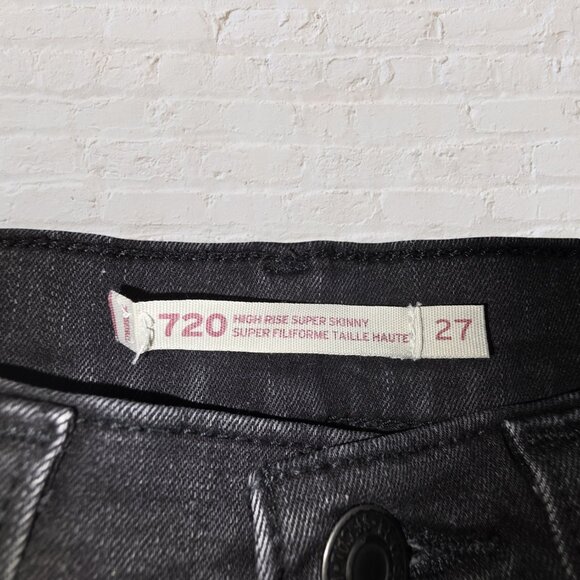 720
HIGH RISE SUPER SKINNY
SUPER FILIFORME TAILLE HAUTE
27